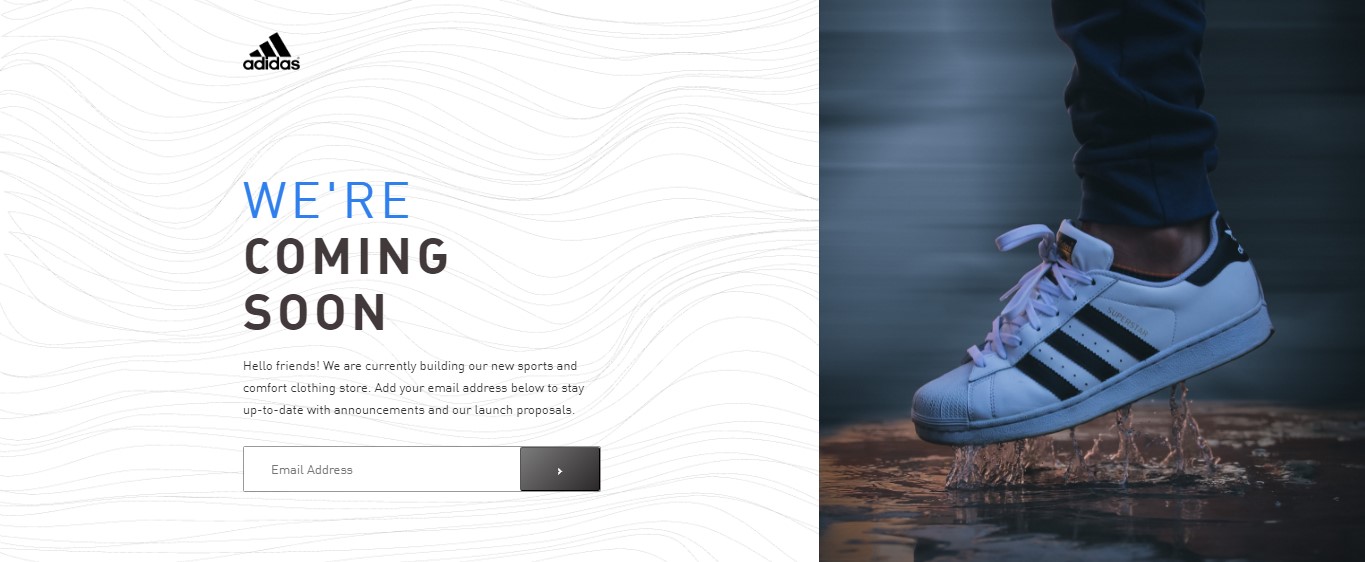 adidas
WE'RE
COMING
SOON
Hello friends! We are currently building our new sports and
comfort clothing store. Add your email address below to stay
up-to-date with announcements and our launch proposals.
Email Address
SUPERSTAR